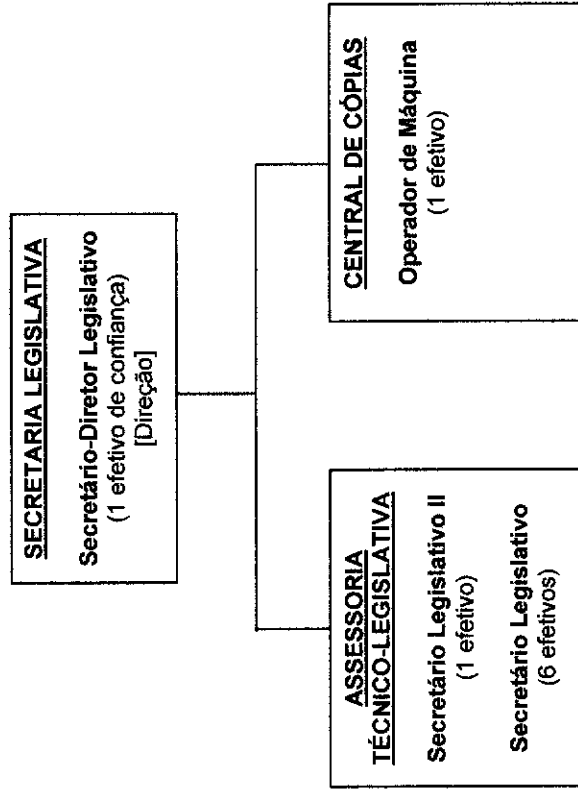 SECRETARIA LEGISLATIVA
Secretário-Diretor Legislativo
(1 efetivo de confiança)
[Direção]
ASSESSORIA
TÉCNICO-LEGISLATIVA
Secretário Legislativo II
(1 efetivo)
Secretário Legislativo
(6 efetivos)
CENTRAL DE CÓPIAS
Operador de Máquina
(1 efetivo)